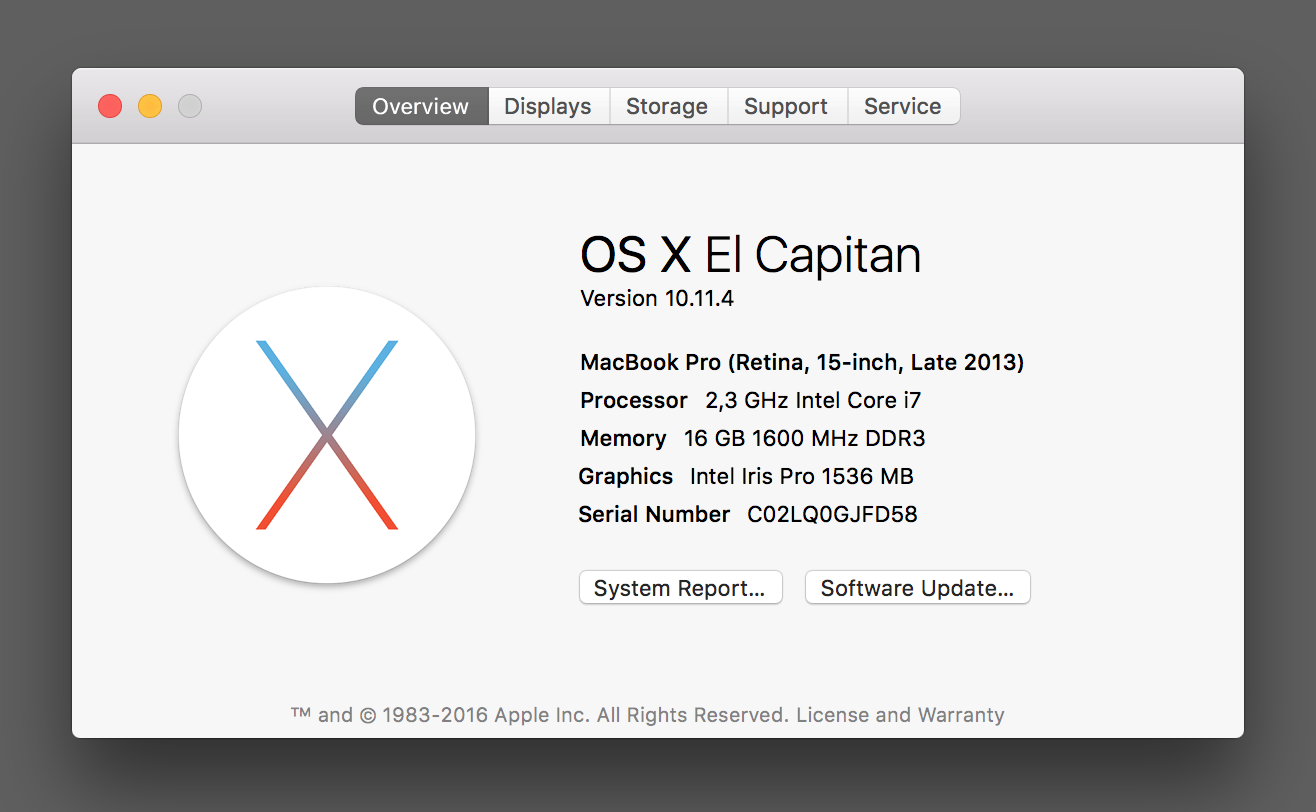 Overview Displays Storage Support Service
OS X El Capitan
Version 10.11.4
MacBook Pro (Retina, 15-inch, Late 2013)
Processor 2,3 GHz Intel Core i7
Memory 16 GB 1600 MHz DDR3
Graphics Intel Iris Pro 1536 MB
Serial Number C02LQ0GJFD58
System Report... Software Update...
™ and © 1983-2016 Apple Inc. All Rights Reserved. License and Warranty